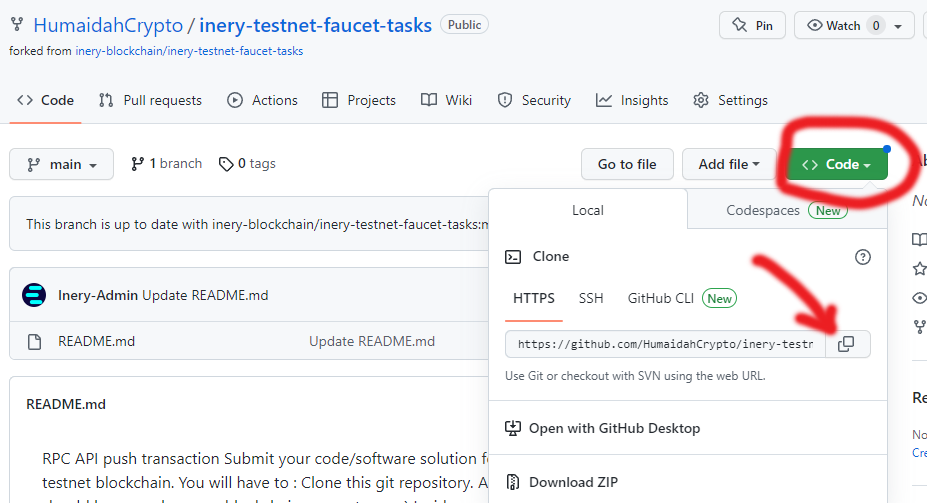 HumaidahCrypto / inery-testnet-faucet-tasks Public
Pin
Watch 0
forked from inery-blockchain/inery-testnet-faucet-tasks
Code
Pull requests
Actions
Projects
Wiki
Security
Insights
Settings
main
1 branch
0 tags
Go to file
Add file
Code
Local
Codespaces New
This branch is up to date with inery-blockchain/inery-testnet-faucet-tasks:m
Clone
HTTPS
SSH
GitHub CLI New
Inery-Admin Update README.md
README.md
Update README.md
https://github.com/HumaidahCrypto/inery-testn
Use Git or checkout with SVN using the web URL.
README.md
Re
No
Cre
Open with GitHub Desktop
RPC API push transaction Submit your code/software solution fo
testnet blockchain. You will have to : Clone this git repository. A
Download ZIP